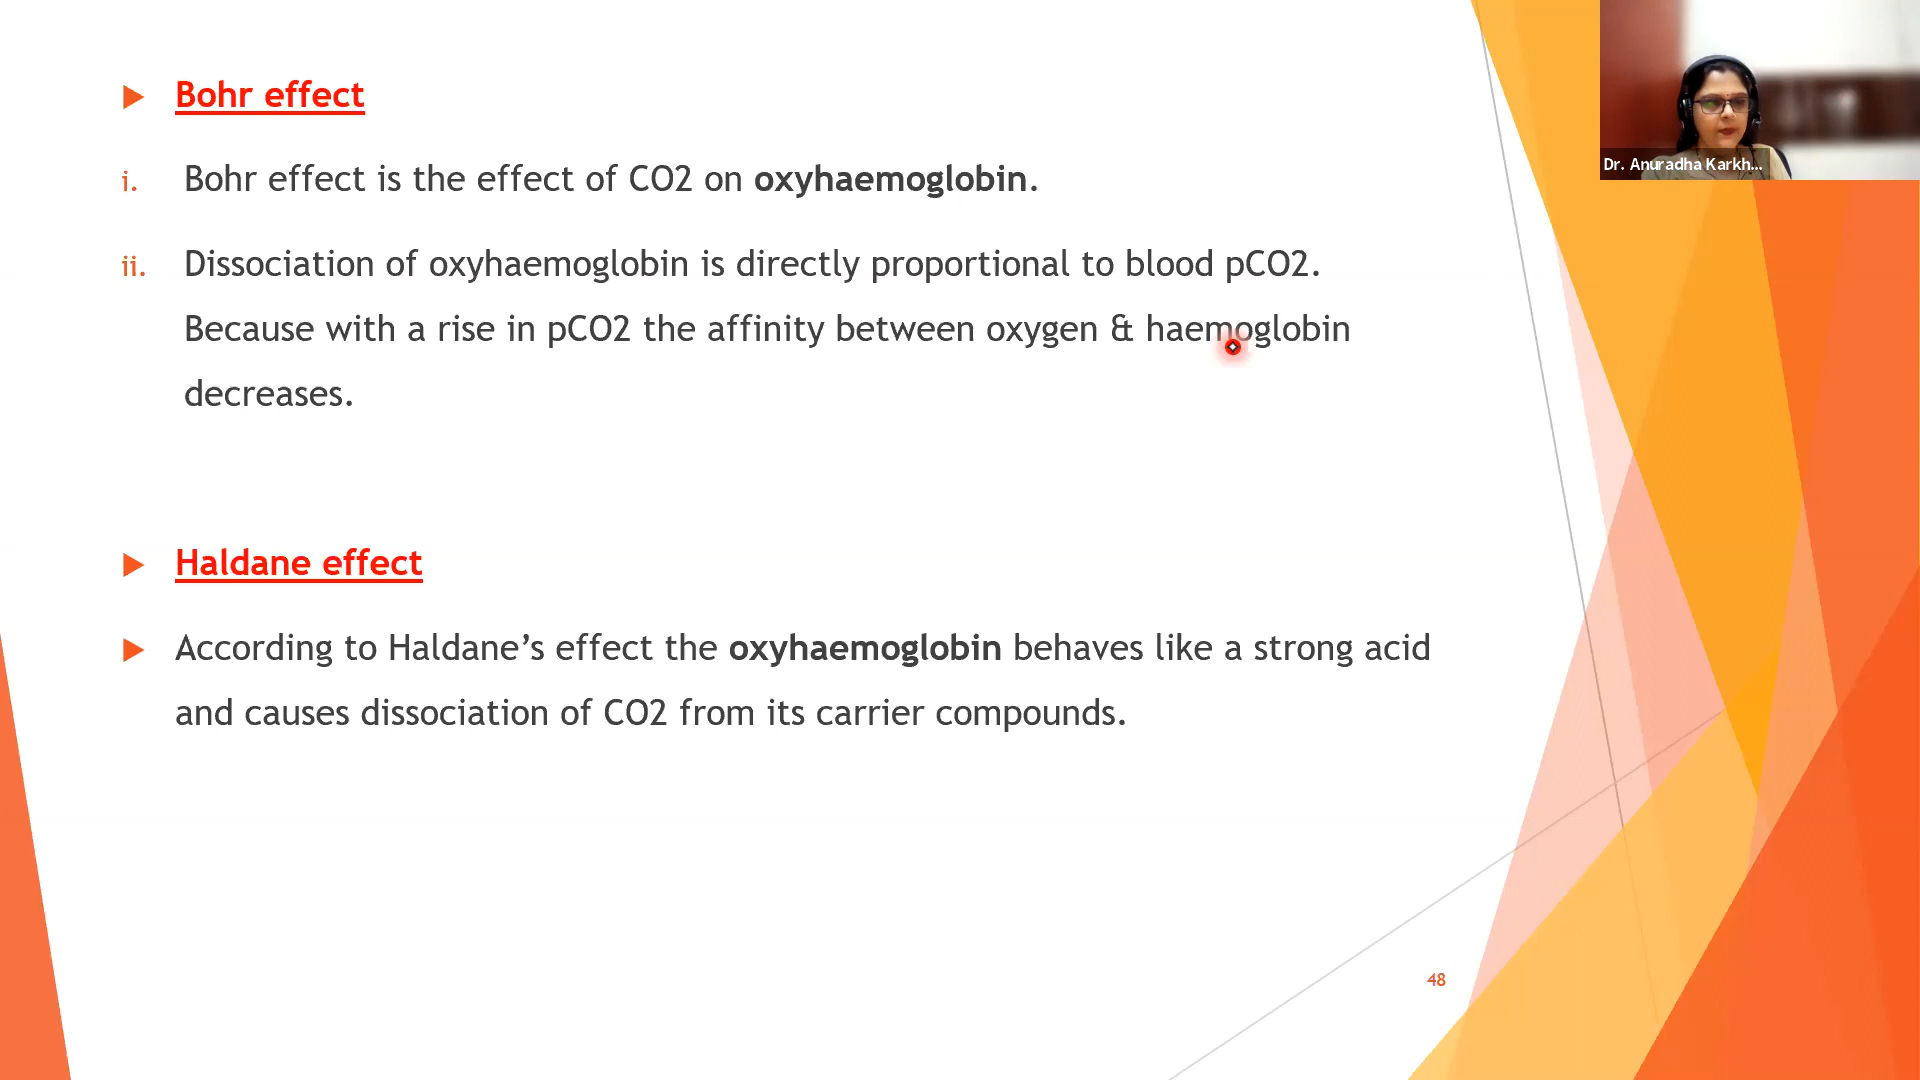 Bohr effect
i. Bohr effect is the effect of CO2 on oxyhaemoglobin.
ii. Dissociation of oxyhaemoglobin is directly proportional to blood pCO2.
Because with a rise in pCO2 the affinity between oxygen & haemoglobin
decreases.
Haldane effect
According to Haldane’s effect the oxyhaemoglobin behaves like a strong acid
and causes dissociation of CO2 from its carrier compounds.
48
Dr. Anuradha Karkh...